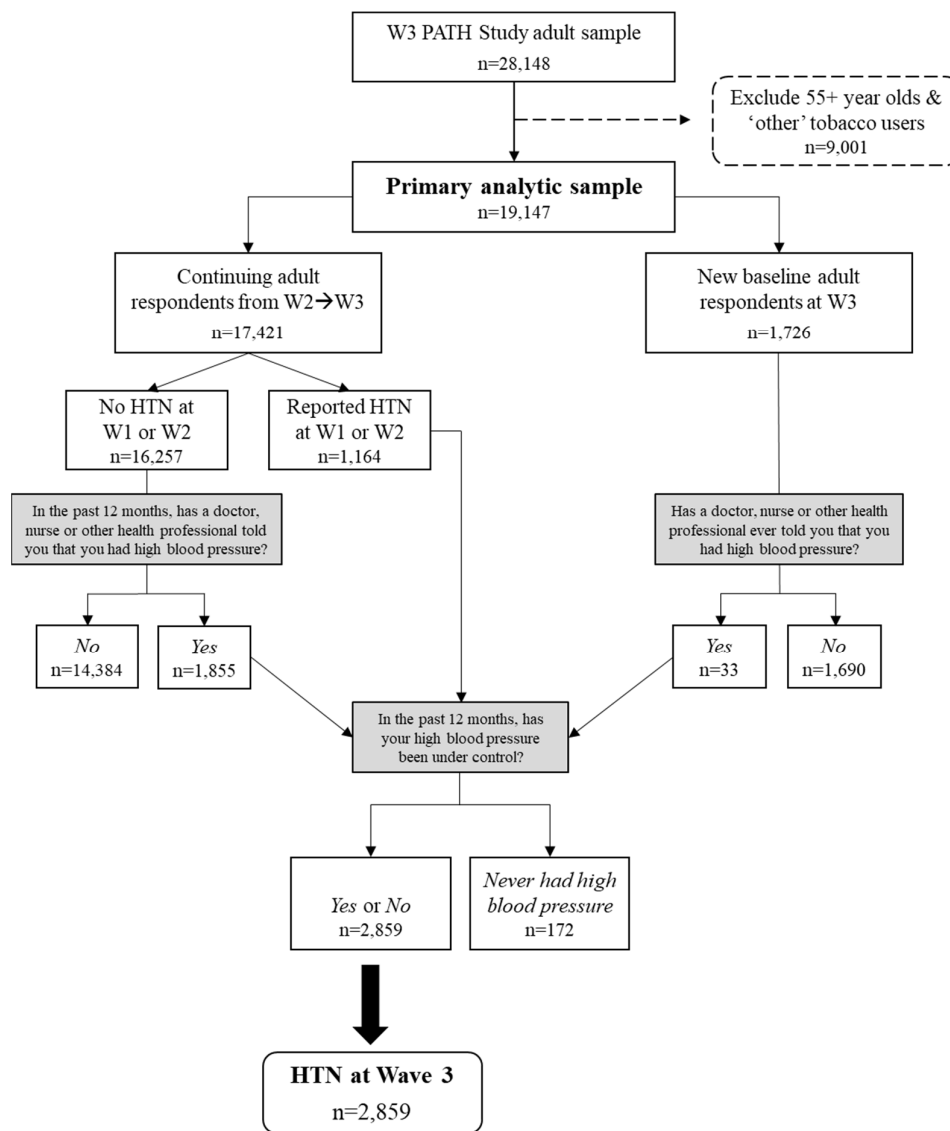 W3 PATH Study adult sample
n=28,148
Exclude 55+ year olds &
‘other’ tobacco users
n=9,001
Primary analytic sample
n=19,147
Continuing adult
respondents from W2→W3
n=17,421
New baseline adult
respondents at W3
n=1,726
No HTN at
W1 or W2
n=16,257
Reported HTN
at W1 or W2
n=1,164
In the past 12 months, has a doctor,
nurse or other health professional told
you that you had high blood pressure?
Has a doctor, nurse or other health
professional ever told you that you
had high blood pressure?
No
n=14,384
Yes
n=1,855
Yes
n=33
No
n=1,690
In the past 12 months, has
your high blood pressure
been under control?
Yes or No
n=2,859
Never had high
blood pressure
n=172
HTN at Wave 3
n=2,859